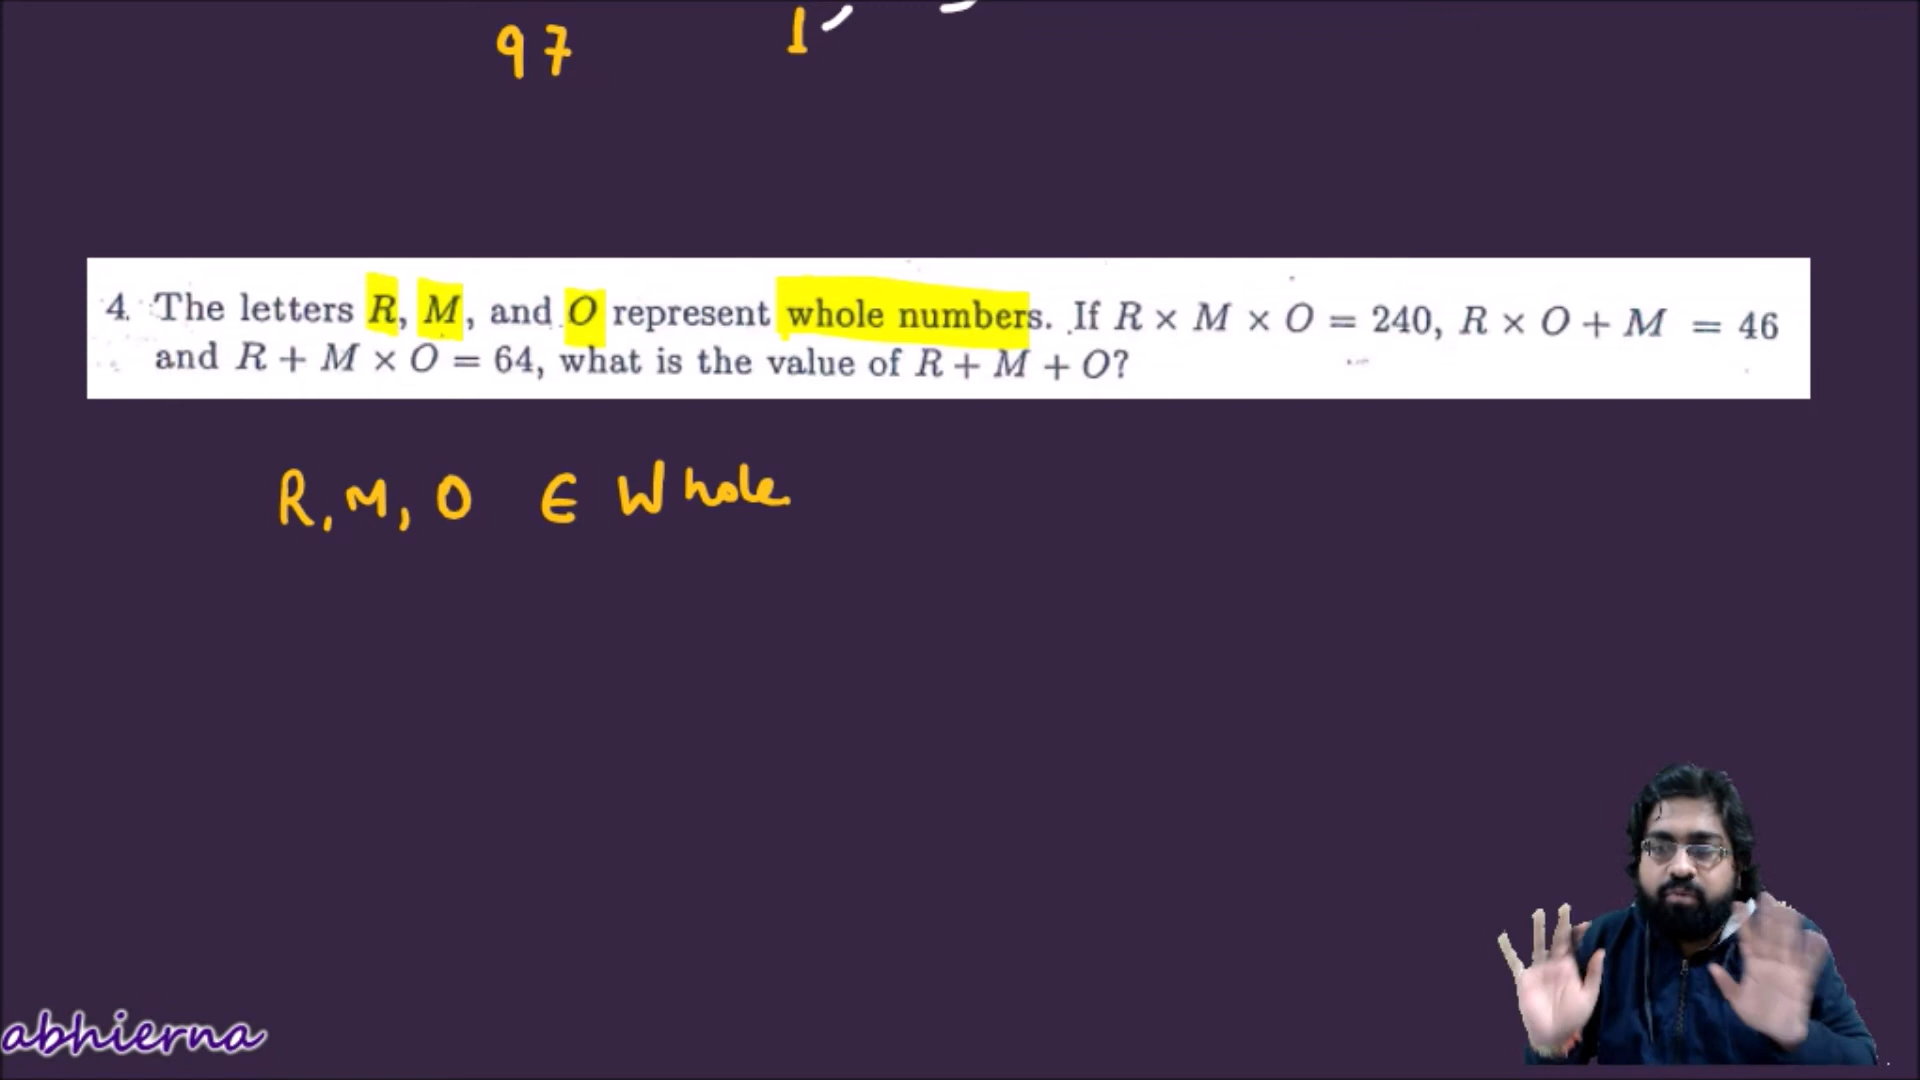 97 1
4. The letters R, M, and O represent whole numbers. If R × M × O = 240, R × O + M = 46
and R + M × O = 64, what is the value of R + M + O?
R, M, O ∈ Whole
abhierna